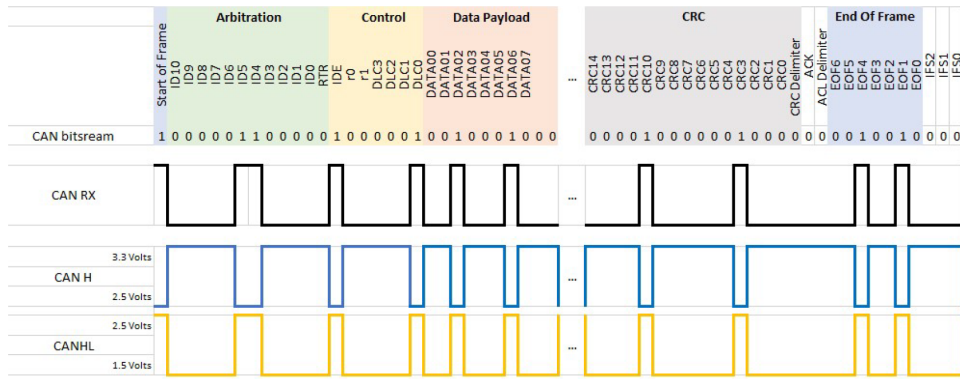 Arbitration
Control
Data Payload
CRC
End Of Frame
Start of Frame
ID10
ID9
ID8
ID7
ID6
ID5
ID4
ID3
ID2
ID1
ID0
RTR
IDE
r0
r1
DLC3
DLC2
DLC1
DLC0
DATA00
DATA01
DATA02
DATA03
DATA04
DATA05
DATA06
DATA07
...
CRC14
CRC13
CRC12
CRC11
CRC10
CRC9
CRC8
CRC7
CRC6
CRC5
CRC4
CRC3
CRC2
CRC1
CRC0
CRC Delimiter
ACK
ACL Delimiter
EOF6
EOF5
EOF4
EOF3
EOF2
EOF1
EOF0
IFS2
IFS1
IFS0
CAN bitsream 1 0 0 0 0 0 1 1 0 0 0 0 0 1 0 0 0 0 0 1 0 0 1 0 0 0 1 0 0 0 0 0 0 0 1 0 0 0 0 0 0 1 0 0 0 0 0 0 0 0 1 0 0 1 0 0 0 0
CAN RX ...
3.3 Volts
CAN H ...
2.5 Volts
2.5 Volts
CANHL ...
1.5 Volts